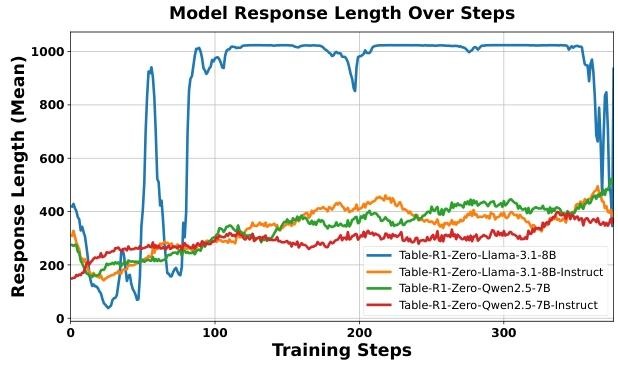 Model Response Length Over Steps
Response Length (Mean)
1000
800
600
400
200
0
0
100
200
300
Training Steps
Table-R1-Zero-Llama-3.1-8B
Table-R1-Zero-Llama-3.1-8B-Instruct
Table-R1-Zero-Qwen2.5-7B
Table-R1-Zero-Qwen2.5-7B-Instruct